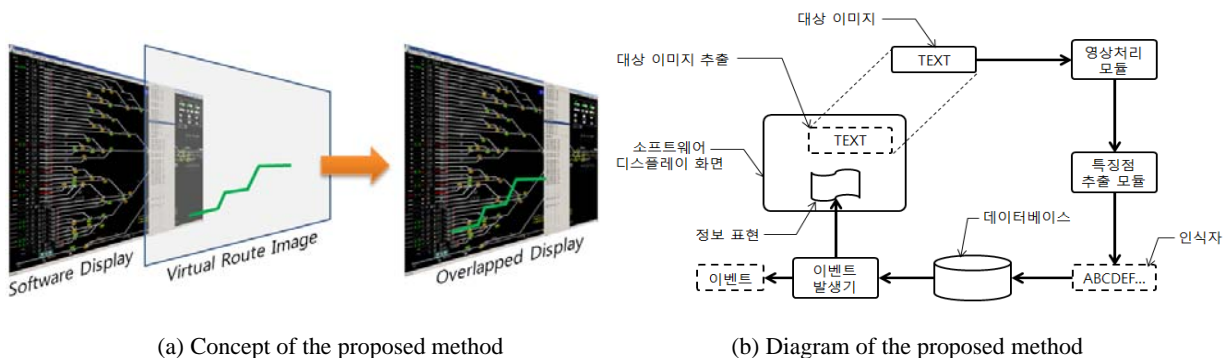 Software Display
Virtual Route Image
Overlapped Display
(a) Concept of the proposed method
대상 이미지
TEXT
영상처리
모듈
대상 이미지 추출
TEXT
소프트웨어
디스플레이 화면
특징점
추출 모듈
정보 표현
데이터베이스
인식자
이벤트
이벤트
발생기
ABCDEF...
(b) Diagram of the proposed method